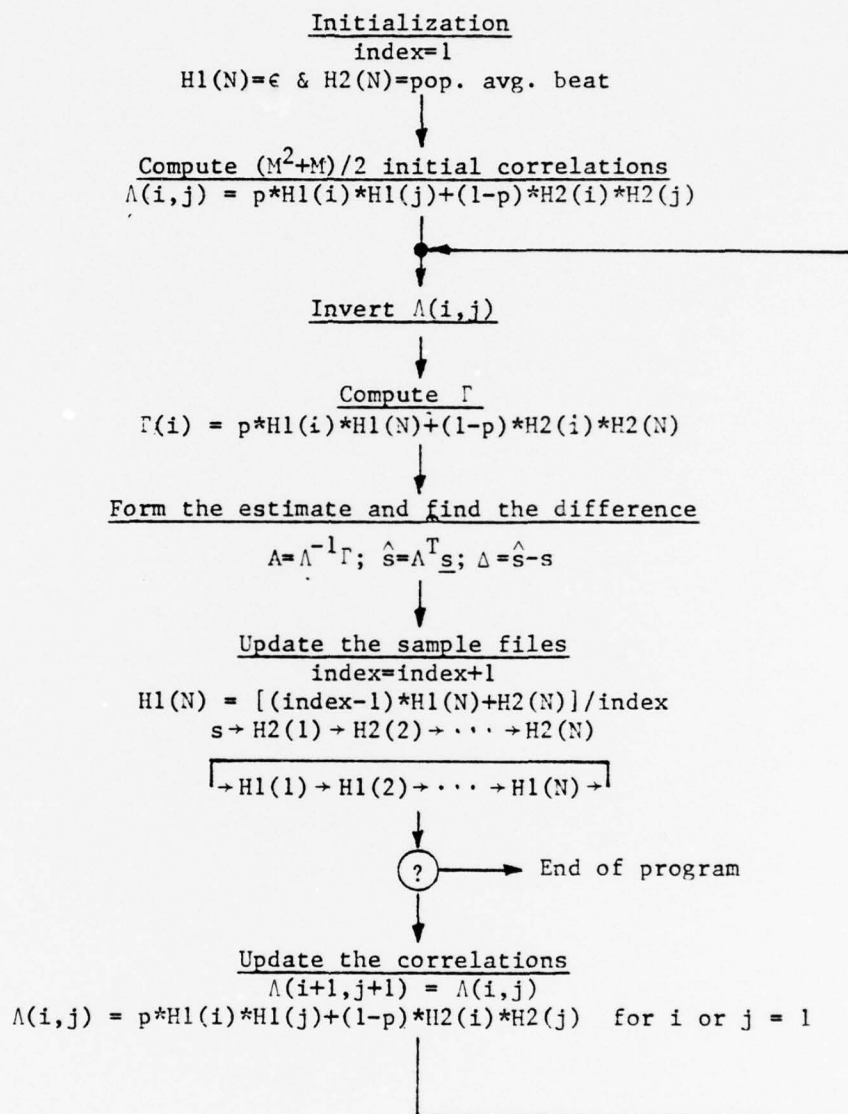 Initialization
index=1
H1(N)=ϵ & H2(N)=pop. avg. beat
Compute (M²+M)/2 initial correlations
Λ(i,j) = p*H1(i)*H1(j)+(1-p)*H2(i)*H2(j)
Invert Λ(i,j)
Compute Γ
Γ(i) = p*H1(i)*H1(N)+(1-p)*H2(i)*H2(N)
Form the estimate and find the difference
A=Λ⁻¹Γ; ŝ=Λᵀs; Δ=ŝ-s
Update the sample files
index=index+1
H1(N) = [(index-1)*H1(N)+H2(N)]/index
s→H2(1)→H2(2)→····→H2(N)
→H1(1)→H1(2)→····→H1(N)→
? → End of program
Update the correlations
Λ(i+1,j+1) = Λ(i,j)
Λ(i,j) = p*H1(i)*H1(j)+(1-p)*H2(i)*H2(j) for i or j = 1